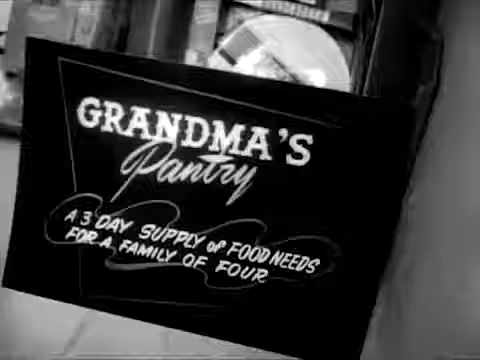 GRANDMA'S
Pantry
A 3 DAY SUPPLY of FOOD NEEDS
FOR A FAMILY OF FOUR